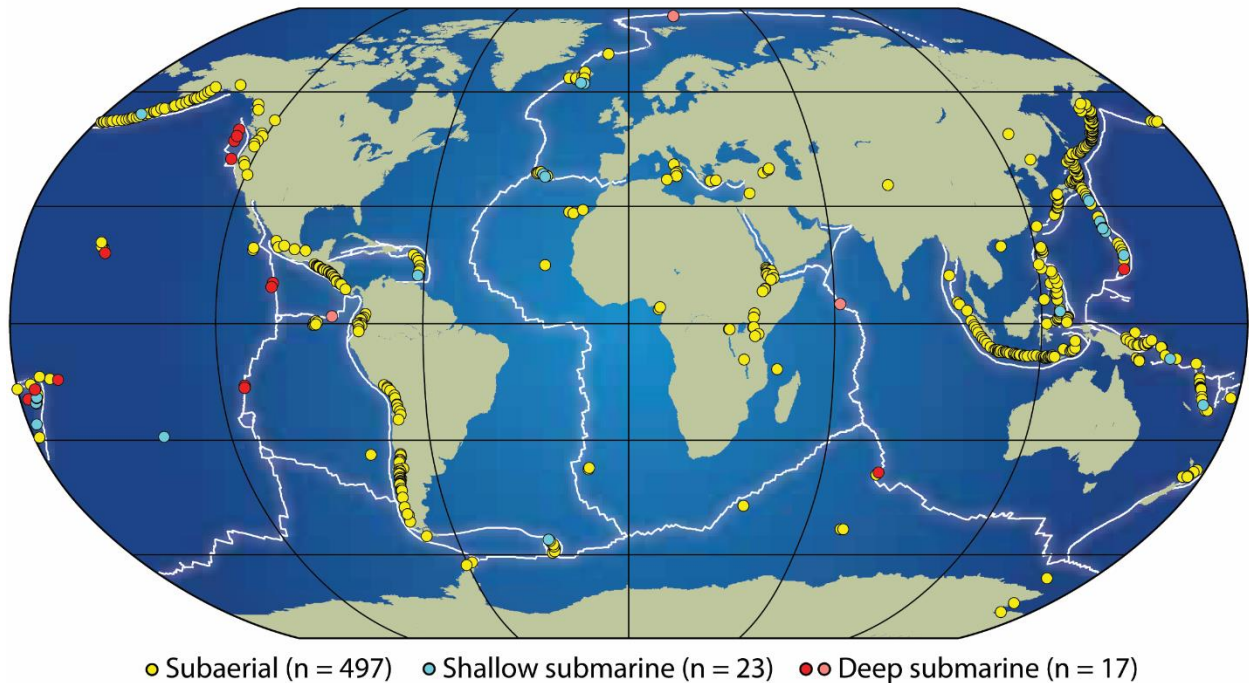 Subaerial (n = 497) Shallow submarine (n = 23) Deep submarine (n = 17)